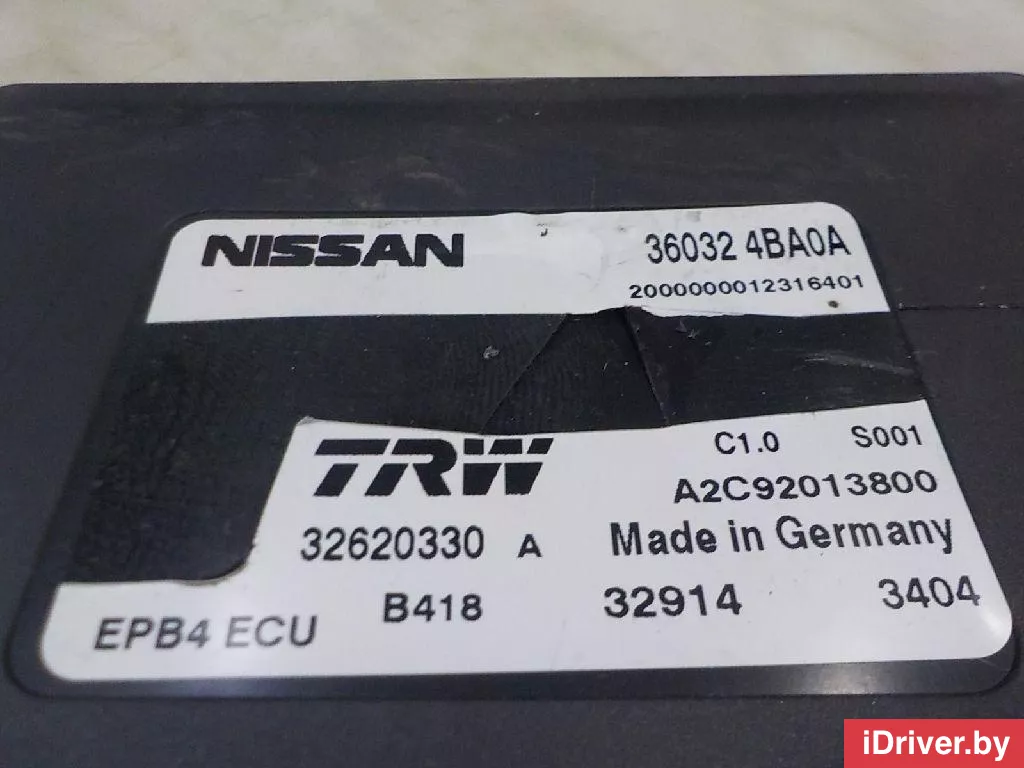 NISSAN 36032 4BA0A
2000000012316401
TRW C1.0 S001
A2C92013800
32620330 A Made in Germany
EPB4 ECU B418 32914 3404
iDriver.by